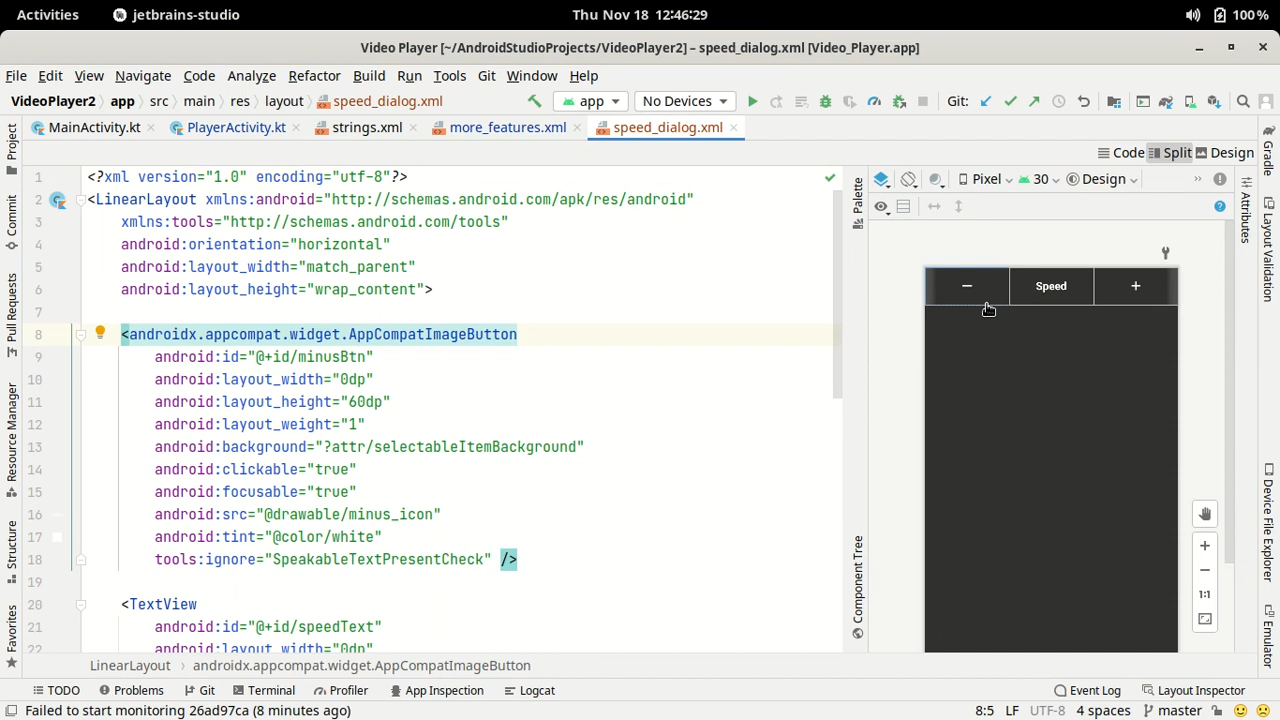 Activities jetbrains-studio Thu Nov 18 12:46:29 100%
Video Player [~/AndroidStudioProjects/VideoPlayer2] – speed_dialog.xml [Video_Player.app]
File Edit View Navigate Code Analyze Refactor Build Run Tools Git Window Help
VideoPlayer2 app src main res layout speed_dialog.xml app No Devices Git:
MainActivity.kt PlayerActivity.kt strings.xml more_features.xml speed_dialog.xml
Code Split Design
Pixel 30 Design
1 <?xml version="1.0" encoding="utf-8"?>
2 <LinearLayout xmlns:android="http://schemas.android.com/apk/res/android"
3 xmlns:tools="http://schemas.android.com/tools"
4 android:orientation="horizontal"
5 android:layout_width="match_parent"
6 android:layout_height="wrap_content">
7
8 <androidx.appcompat.widget.AppCompatImageButton
9 android:id="@+id/minusBtn"
10 android:layout_width="0dp"
11 android:layout_height="60dp"
12 android:layout_weight="1"
13 android:background="?attr/selectableItemBackground"
14 android:clickable="true"
15 android:focusable="true"
16 android:src="@drawable/minus_icon"
17 android:tint="@color/white"
18 tools:ignore="SpeakableTextPresentCheck" />
19
20 <TextView
21 android:id="@+id/speedText"
22 android:layout_width="0dp"
− Speed +
1:1
Project
Commit
Pull Requests
Resource Manager
Structure
Favorites
Palette
Component Tree
Attributes
Gradle
Layout Validation
Device File Explorer
Emulator
LinearLayout androidx.appcompat.widget.AppCompatImageButton
TODO Problems Git Terminal Profiler App Inspection Logcat Event Log Layout Inspector
Failed to start monitoring 26ad97ca (8 minutes ago) 8:5 LF UTF-8 4 spaces master